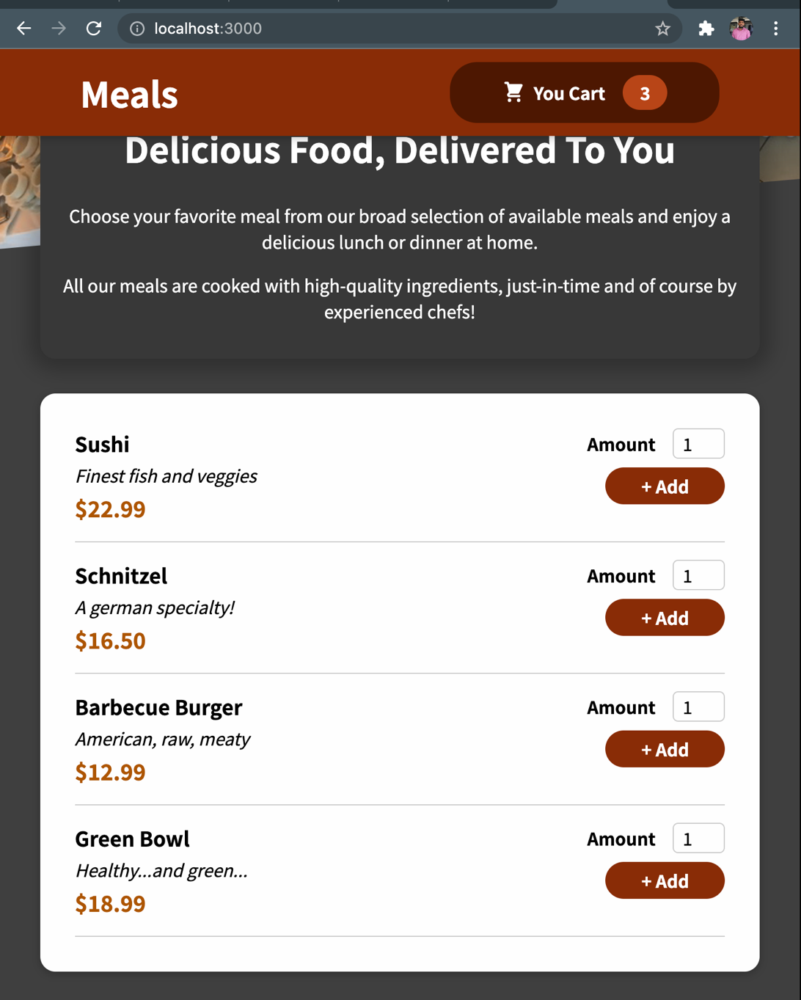 localhost:3000
Meals
You Cart 3
Delicious Food, Delivered To You
Choose your favorite meal from our broad selection of available meals and enjoy a
delicious lunch or dinner at home.
All our meals are cooked with high-quality ingredients, just-in-time and of course by
experienced chefs!
Sushi
Finest fish and veggies
$22.99
Amount 1
+ Add
Schnitzel
A german specialty!
$16.50
Amount 1
+ Add
Barbecue Burger
American, raw, meaty
$12.99
Amount 1
+ Add
Green Bowl
Healthy...and green...
$18.99
Amount 1
+ Add